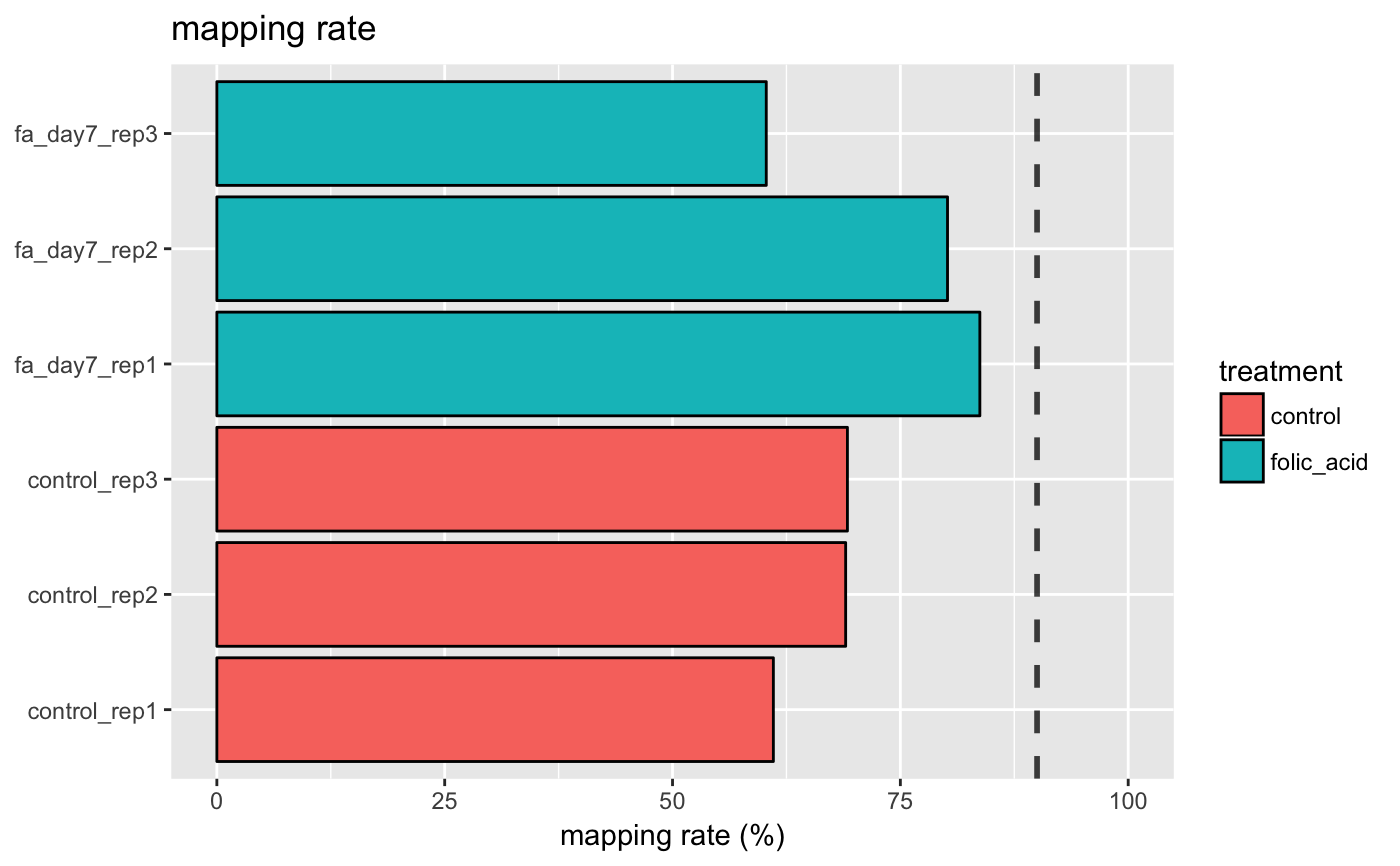 mapping rate
fa_day7_rep3
fa_day7_rep2
fa_day7_rep1
control_rep3
control_rep2
control_rep1
0 25 50 75 100
mapping rate (%)
treatment
control
folic_acid